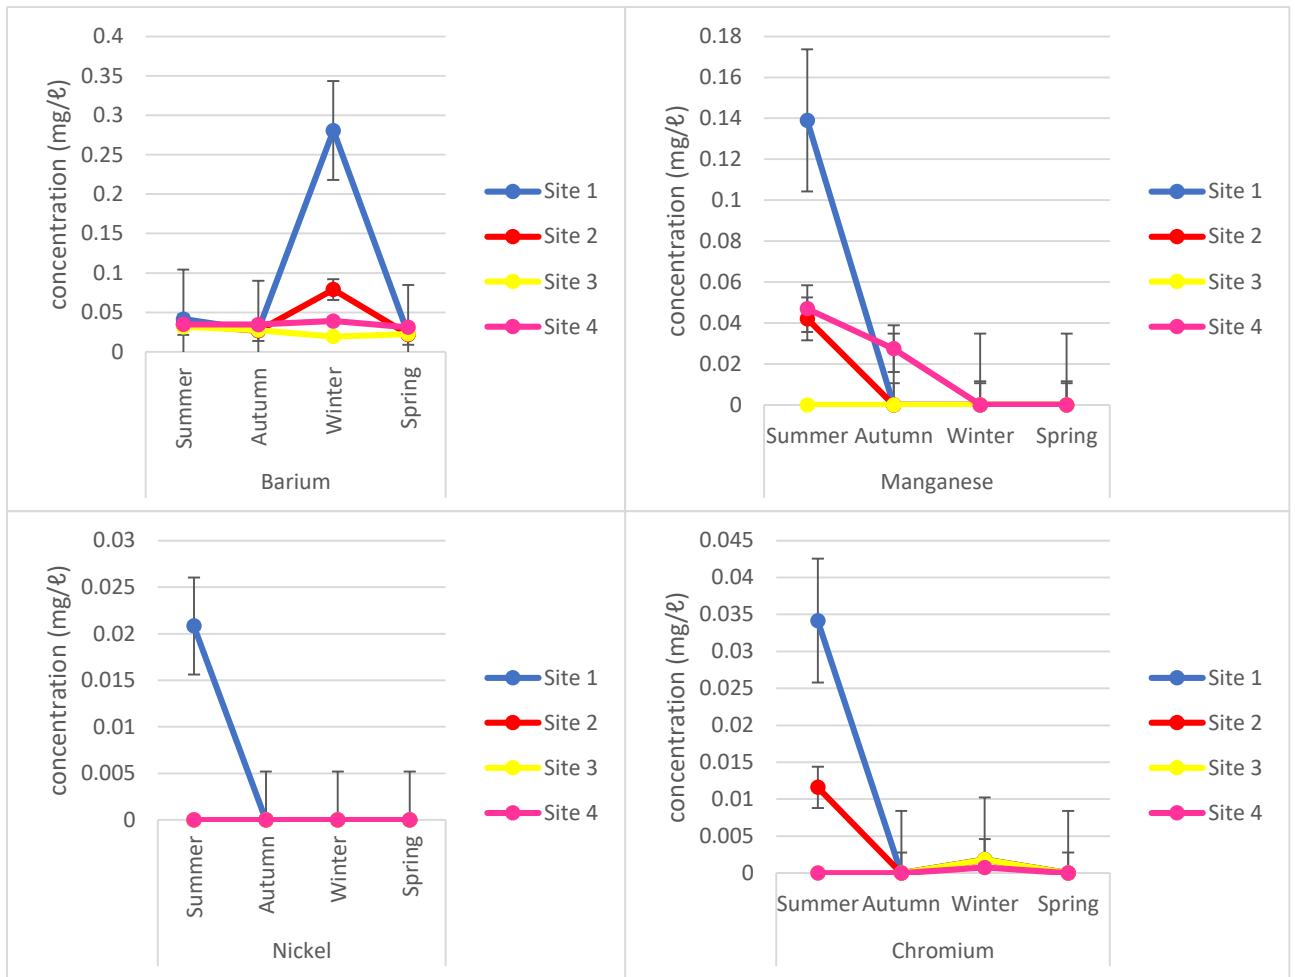 concentration (mg/ℓ)
0.4
0.35
0.3
0.25
0.2
0.15
0.1
0.05
0
Summer
Autumn
Winter
Spring
Barium
Site 1
Site 2
Site 3
Site 4
concentration (mg/ℓ)
0.18
0.16
0.14
0.12
0.1
0.08
0.06
0.04
0.02
0
Summer Autumn Winter Spring
Manganese
Site 1
Site 2
Site 3
Site 4
concentration (mg/ℓ)
0.03
0.025
0.02
0.015
0.01
0.005
0
Summer
Autumn
Winter
Spring
Nickel
Site 1
Site 2
Site 3
Site 4
concentration (mg/ℓ)
0.045
0.04
0.035
0.03
0.025
0.02
0.015
0.01
0.005
0
Summer Autumn Winter Spring
Chromium
Site 1
Site 2
Site 3
Site 4